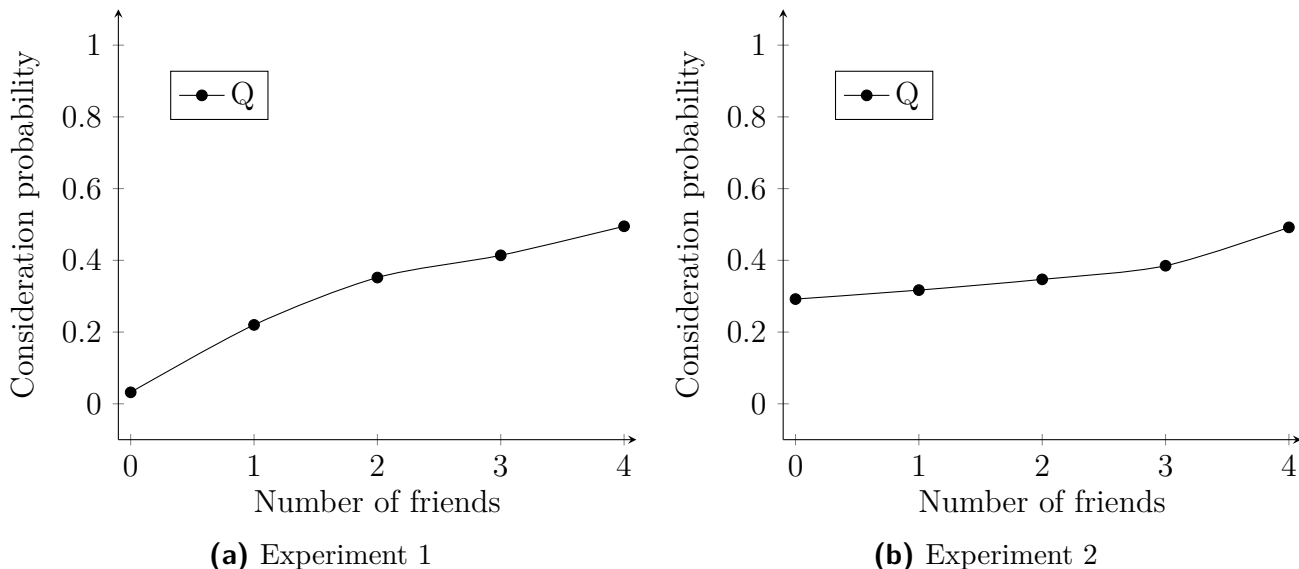 Consideration probability
1
0.8
0.6
0.4
0.2
0
Q
0 1 2 3 4
Number of friends
(a) Experiment 1
Consideration probability
1
0.8
0.6
0.4
0.2
0
Q
0 1 2 3 4
Number of friends
(b) Experiment 2